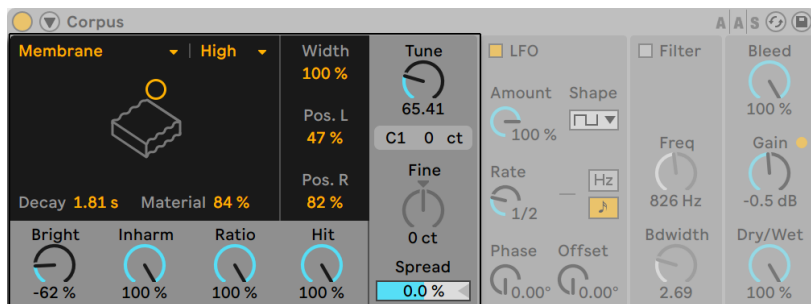 Corpus
A A S
Membrane High
Width
100 %
Pos. L
47 %
Pos. R
82 %
Decay 1.81 s Material 84 %
Bright Inharm Ratio Hit
-62 % 100 % 100 % 100 %
Tune
65.41
C1 0 ct
Fine
0 ct
Spread
0.0 %
LFO
Amount Shape
100 %
Rate
1/2
Hz
Phase Offset
0.00° 0.00°
Filter
Freq
826 Hz
Bdwidth
2.69
Bleed
100 %
Gain
-0.5 dB
Dry/Wet
100 %